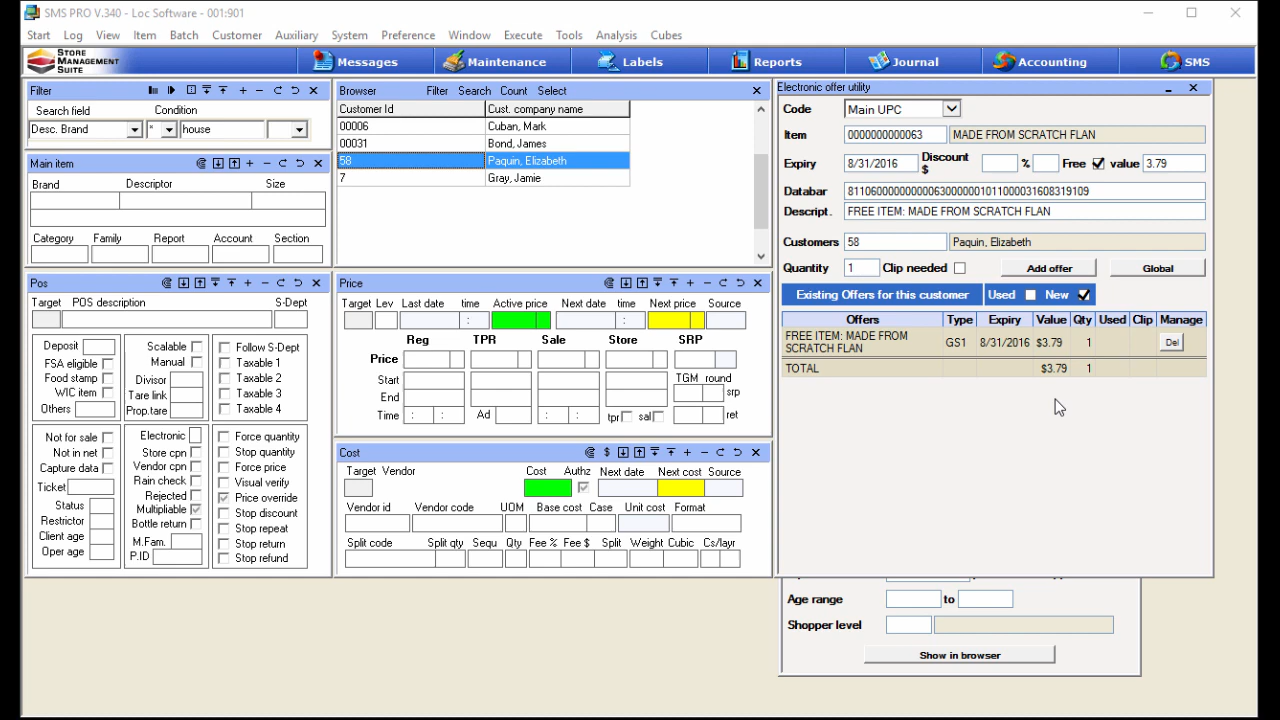 SMS PRO V.340 - Loc Software - 001:901
Start Log View Item Batch Customer Auxiliary System Preference Window Execute Tools Analysis Cubes
STORE MANAGEMENT SUITE
Messages Maintenance Labels Reports Journal Accounting SMS
Filter
Search field Condition
Desc. Brand * house
Main item
Brand Descriptor Size
Category Family Report Account Section
Pos
Target POS description S-Dept
Deposit Scalable Follow S-Dept
FSA eligible Manual Taxable 1
Food stamp Divisor Taxable 2
WIC item Tare link Taxable 3
Others Prop.tare Taxable 4
Not for sale Electronic Force quantity
Not in net Store cpn Stop quantity
Capture data Vendor cpn Force price
Ticket Rain check Visual verify
Status Rejected Price override
Restrictor Multipliable Stop discount
Client age Bottle return Stop repeat
Oper age M.Fam. Stop return
P.ID Stop refund
Browser Filter Search Count Select
Customer Id Cust. company name
00006 Cuban, Mark
00031 Bond, James
58 Paquin, Elizabeth
7 Gray, Jamie
Price
Target Lev Last date time Active price Next date time Next price Source
: :
Reg TPR Sale Store SRP
Price
Start TGM round
End srp
Time : : Ad : : tpr sal ret
Cost
Target Vendor Cost Authz Next date Next cost Source
Vendor id Vendor code UOM Base cost Case Unit cost Format
Split code Split qty Sequ Qty Fee % Fee $ Split Weight Cubic Cs/layr
Electronic offer utility
Code Main UPC
Item 0000000000063 MADE FROM SCRATCH FLAN
Expiry 8/31/2016 Discount $ % Free value 3.79
Databar 8110600000000063000000101100003160831 9109
Descript. FREE ITEM: MADE FROM SCRATCH FLAN
Customers 58 Paquin, Elizabeth
Quantity 1 Clip needed Add offer Global
Existing Offers for this customer Used New
Offers Type Expiry Value Qty Used Clip Manage
FREE ITEM: MADE FROM SCRATCH FLAN GS1 8/31/2016 $3.79 1 Del
TOTAL $3.79 1
Age range to
Shopper level
Show in browser